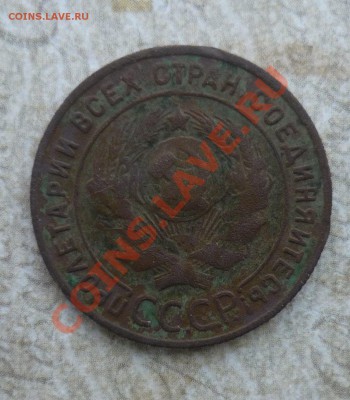 COINS.LAVE.RU
ПРОЛЕТАРИИ ВСЕХ СТРАН, СОЕДИНЯЙТЕСЬ!
СССР
COINS.LAVE.RU